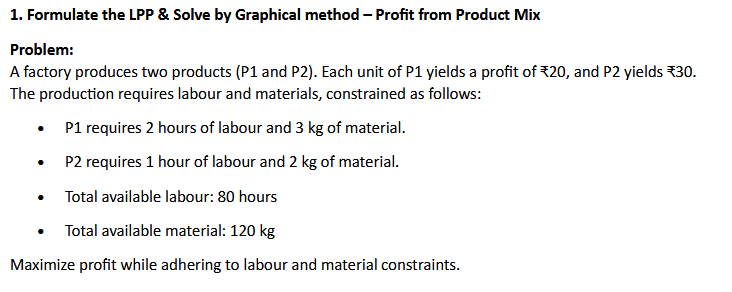 1. Formulate the LPP & Solve by Graphical method – Profit from Product Mix
Problem:
A factory produces two products (P1 and P2). Each unit of P1 yields a profit of ₹20, and P2 yields ₹30.
The production requires labour and materials, constrained as follows:
• P1 requires 2 hours of labour and 3 kg of material.
• P2 requires 1 hour of labour and 2 kg of material.
• Total available labour: 80 hours
• Total available material: 120 kg
Maximize profit while adhering to labour and material constraints.